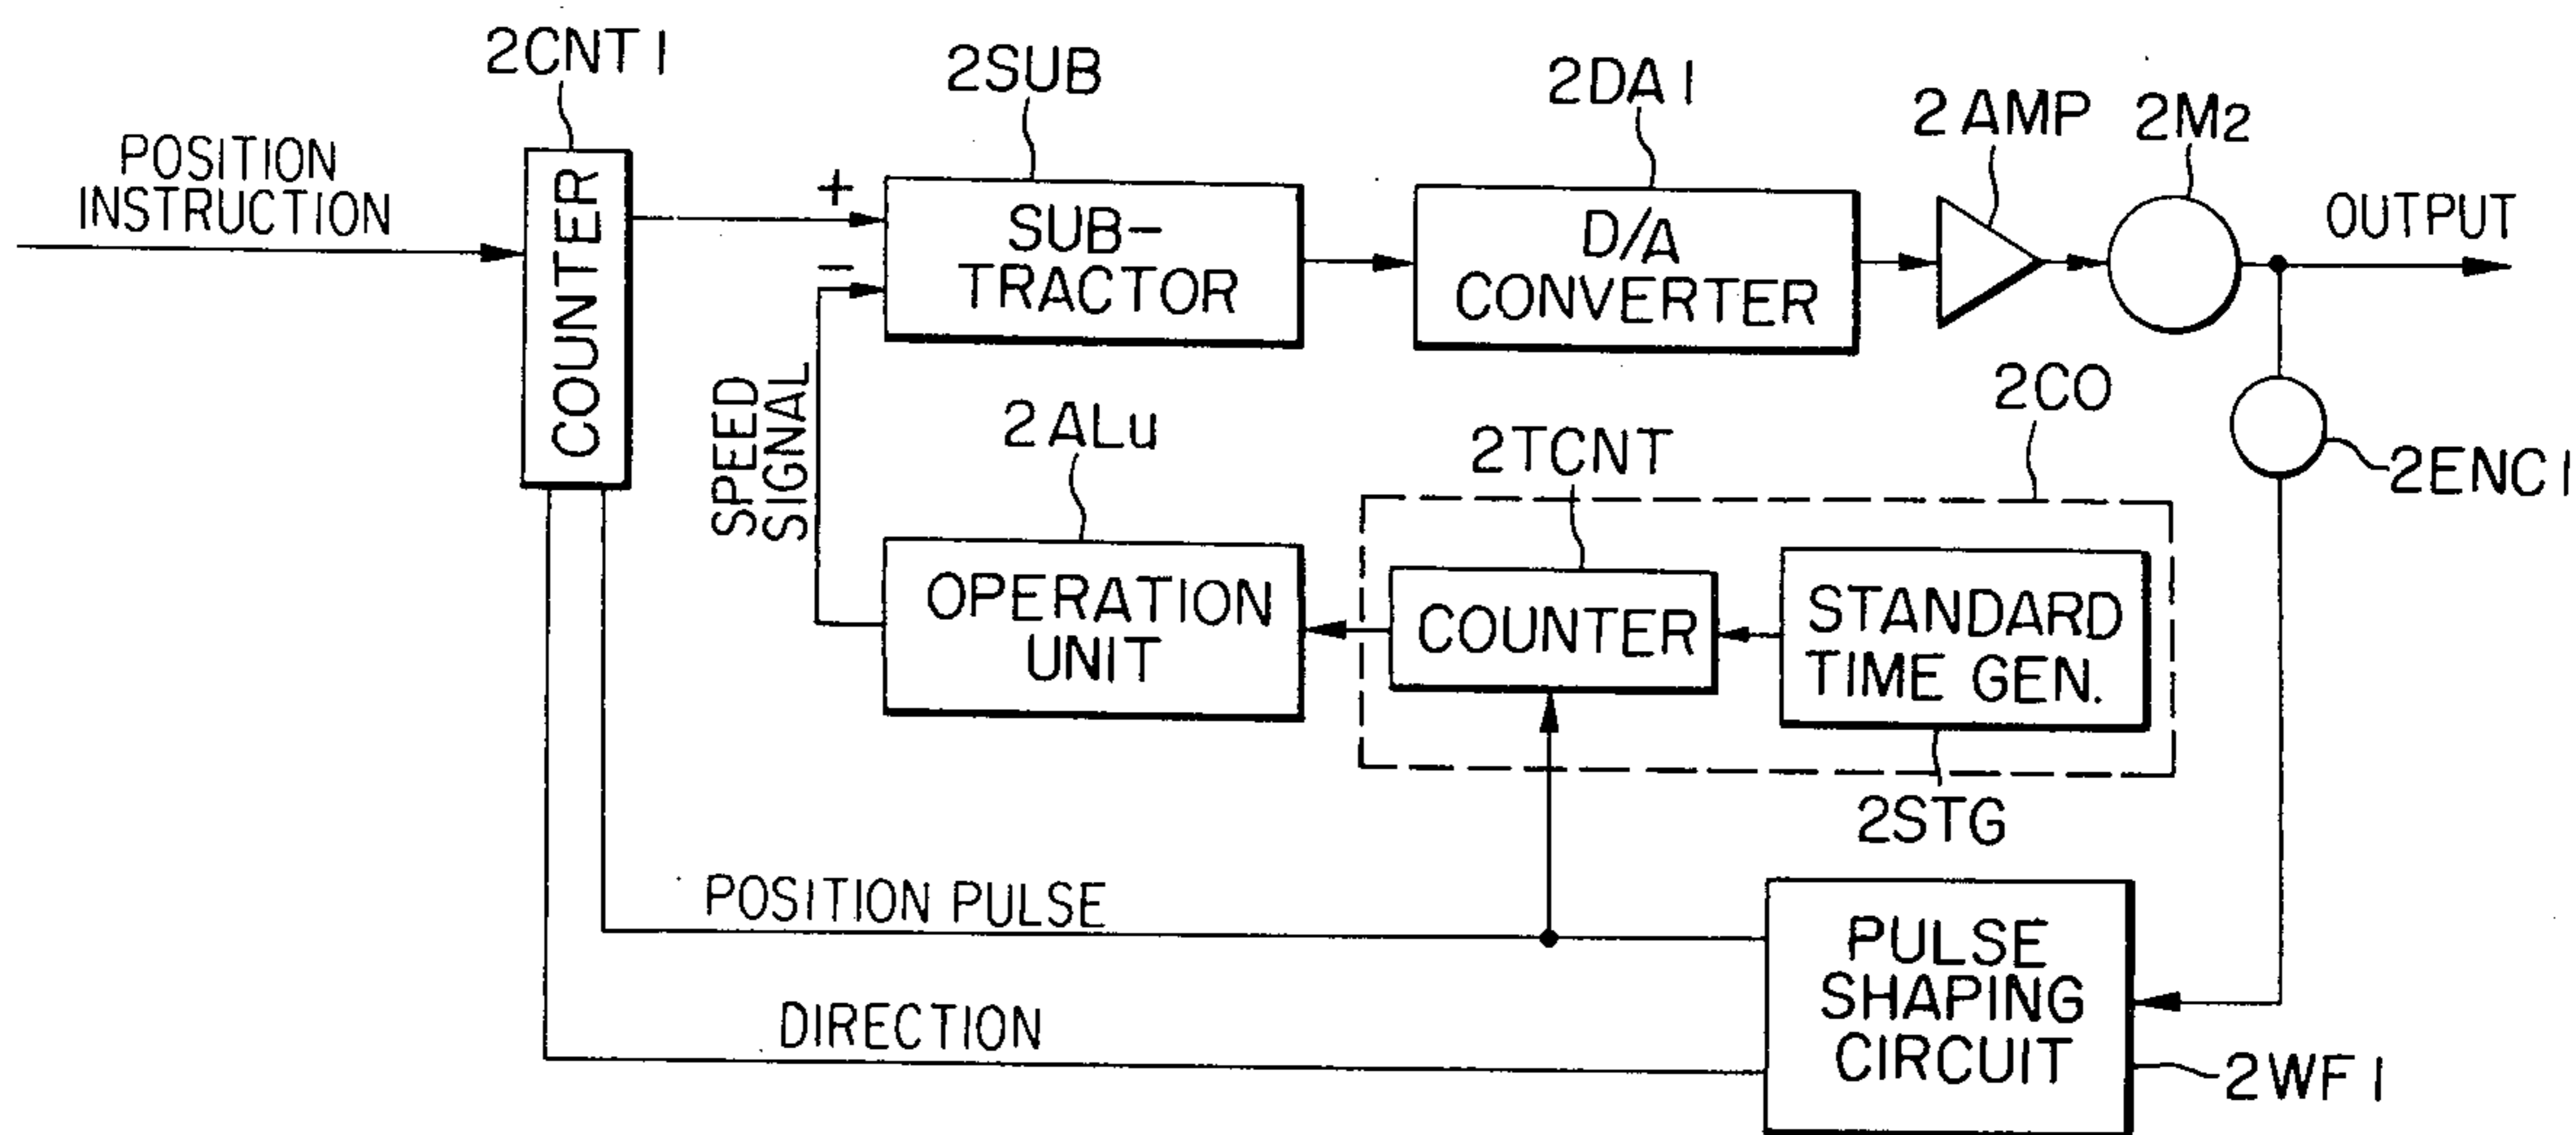 2CNT1
2SUB
2DA1
2AMP
2M2
POSITION
INSTRUCTION
COUNTER
+
−
SUB-
TRACTOR
D/A
CONVERTER
OUTPUT
SPEED
SIGNAL
2ALu
2TCNT
2CO
2ENC1
OPERATION
UNIT
COUNTER
STANDARD
TIME GEN.
2STG
POSITION PULSE
PULSE
SHAPING
CIRCUIT
DIRECTION
2WF1